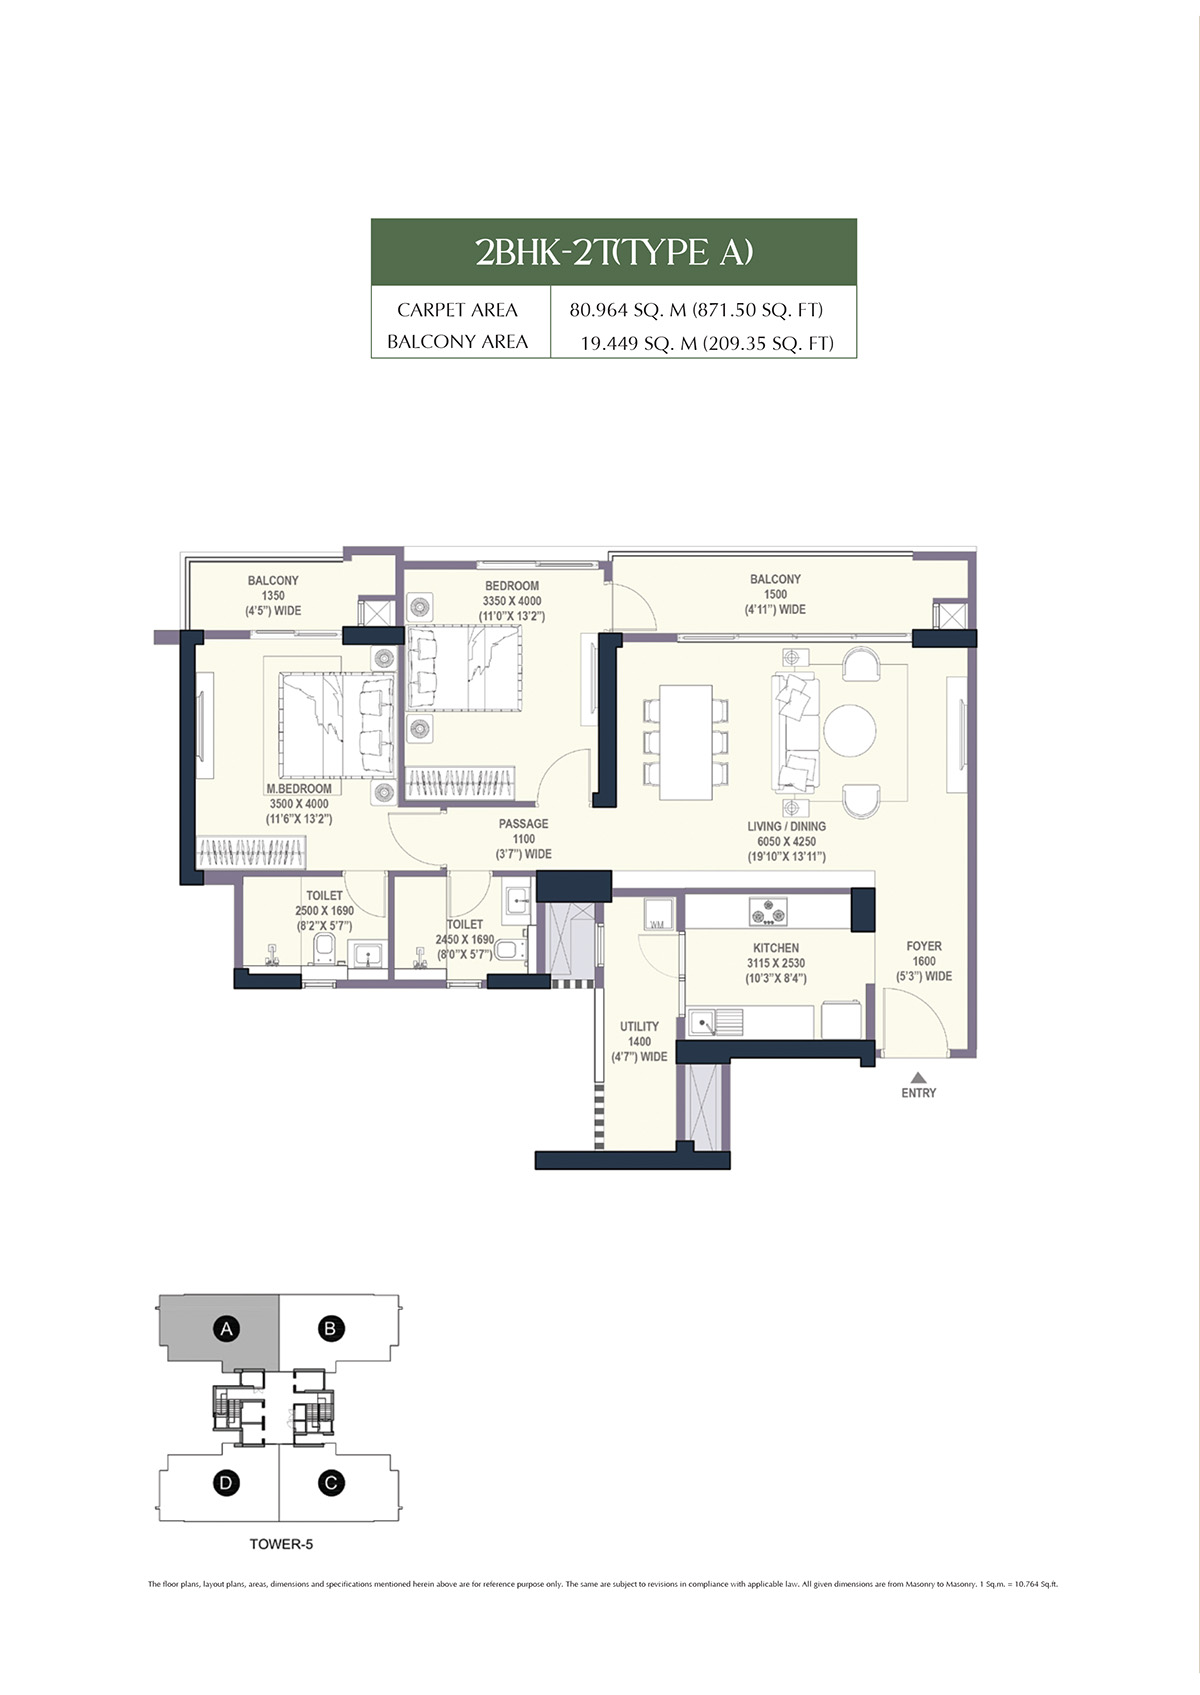 2BHK-2T(TYPE A)
CARPET AREA 80.964 SQ. M (871.50 SQ. FT)
BALCONY AREA 19.449 SQ. M (209.35 SQ. FT)
BALCONY
1350
(4'5") WIDE
BEDROOM
3350 X 4000
(11'0"X 13'2")
BALCONY
1500
(4'11") WIDE
M.BEDROOM
3500 X 4000
(11'6"X 13'2")
PASSAGE
1100
(3'7") WIDE
LIVING / DINING
6050 X 4250
(19'10"X 13'11")
TOILET
2500 X 1690
(8'2"X 5'7")
TOILET
2450 X 1690
(8'0"X 5'7")
WM
KITCHEN
3115 X 2530
(10'3"X 8'4")
FOYER
1600
(5'3") WIDE
UTILITY
1400
(4'7") WIDE
ENTRY
A
B
D
C
TOWER-5
The floor plans, layout plans, areas, dimensions and specifications mentioned herein above are for reference purpose only. The same are subject to revisions in compliance with applicable law. All given dimensions are from Masonry to Masonry. 1 Sq.m. = 10.764 Sq.ft.